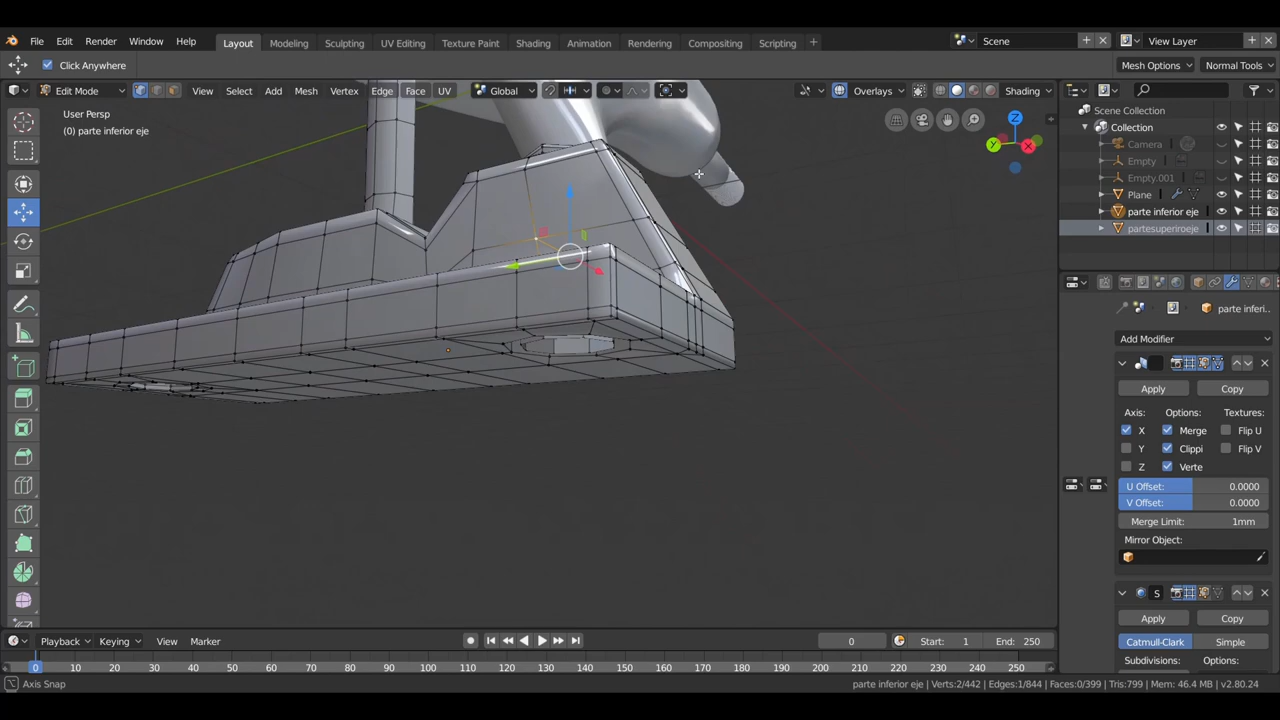 File Edit Render Window Help Layout Modeling Sculpting UV Editing Texture Paint Shading Animation Rendering Compositing Scripting Scene View Layer
Click Anywhere Mesh Options Normal Tools
Edit Mode View Select Add Mesh Vertex Edge Face UV Global Overlays Shading
User Persp
(0) parte inferior eje
Z
Y
X
Scene Collection
Collection
Camera
Empty
Empty.001
Plane
parte inferior eje
partesuperiroeje
parte inferi..
Add Modifier
Apply Copy
Axis: Options: Textures:
X Merge Flip U
Y Clippi Flip V
Z Verte
U Offset: 0.0000
V Offset: 0.0000
Merge Limit: 1mm
Mirror Object:
S
Apply Copy
Catmull-Clark Simple
Subdivisions: Options:
Playback Keying View Marker 0 Start: 1 End: 250
0 10 20 30 40 50 60 70 80 90 100 110 120 130 140 150 160 170 180 190 200 210 220 230 240 250
Axis Snap parte inferior eje | Verts:2/442 | Edges:1/844 | Faces:0/399 | Tris:799 | Mem: 46.4 MB | v2.80.24